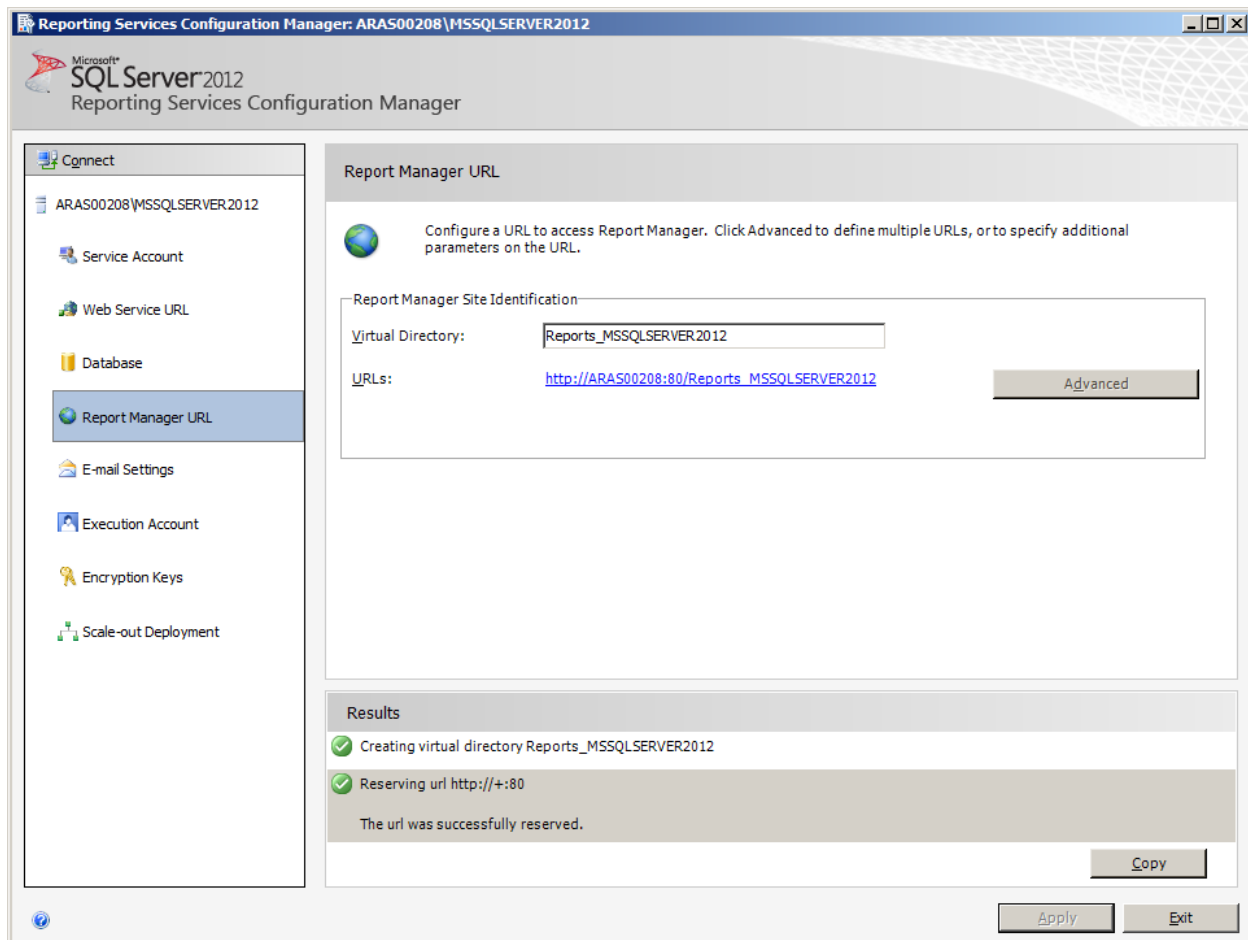 Reporting Services Configuration Manager: ARAS00208\MSSQLSERVER2012
Microsoft®
SQL Server 2012
Reporting Services Configuration Manager
Connect
ARAS00208\MSSQLSERVER2012
Service Account
Web Service URL
Database
Report Manager URL
E-mail Settings
Execution Account
Encryption Keys
Scale-out Deployment
Report Manager URL
Configure a URL to access Report Manager. Click Advanced to define multiple URLs, or to specify additional
parameters on the URL.
Report Manager Site Identification
Virtual Directory:
Reports_MSSQLSERVER2012
URLs:
http://ARAS00208:80/Reports_MSSQLSERVER2012
Advanced
Results
Creating virtual directory Reports_MSSQLSERVER2012
Reserving url http://+:80
The url was successfully reserved.
Copy
Apply
Exit